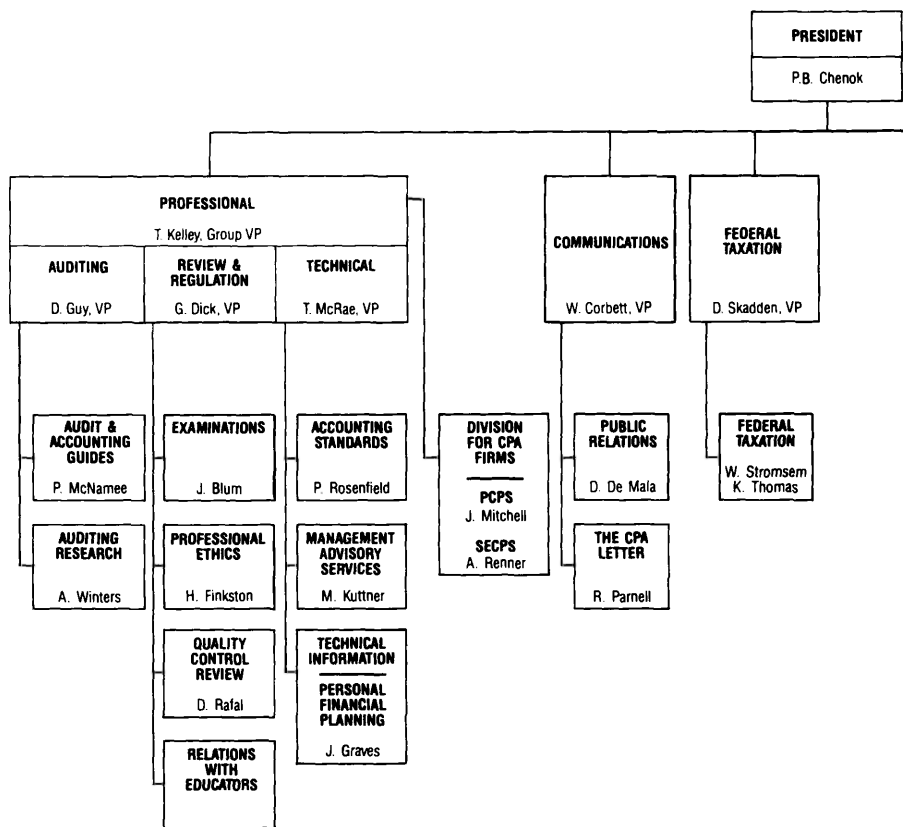 PRESIDENT
P.B. Chenok
PROFESSIONAL
T. Kelley, Group VP
AUDITING
D. Guy, VP
REVIEW &
REGULATION
G. Dick, VP
TECHNICAL
T. McRae, VP
COMMUNICATIONS
W. Corbett, VP
FEDERAL
TAXATION
D. Skadden, VP
AUDIT &
ACCOUNTING
GUIDES
P. McNamee
AUDITING
RESEARCH
A. Winters
EXAMINATIONS
J. Blum
PROFESSIONAL
ETHICS
H. Finkston
QUALITY
CONTROL
REVIEW
D. Rafal
RELATIONS
WITH
EDUCATORS
ACCOUNTING
STANDARDS
P. Rosenfield
MANAGEMENT
ADVISORY
SERVICES
M. Kuttner
TECHNICAL
INFORMATION
PERSONAL
FINANCIAL
PLANNING
J. Graves
DIVISION
FOR CPA
FIRMS
PCPS
J. Mitchell
SECPS
A. Renner
PUBLIC
RELATIONS
D. De Mala
THE CPA
LETTER
R. Parnell
FEDERAL
TAXATION
W. Stromsem
K. Thomas